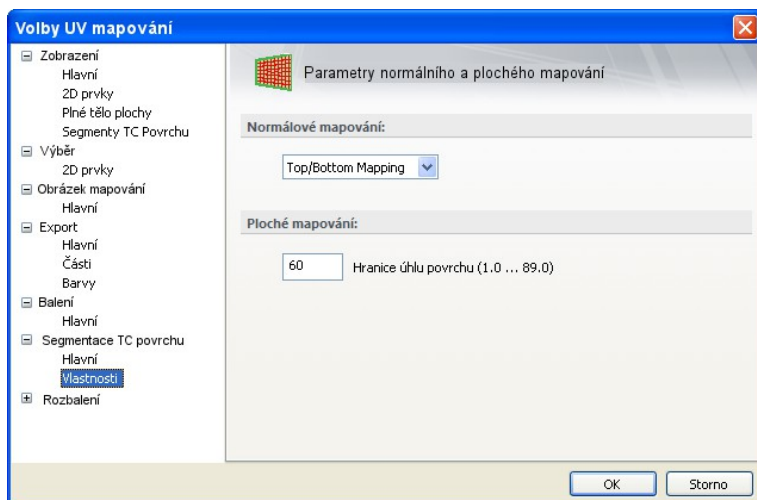 Volby UV mapování
Zobrazení
Hlavní
2D prvky
Plné tělo plochy
Segmenty TC Povrchu
Výběr
2D prvky
Obrázek mapování
Hlavní
Export
Hlavní
Části
Barvy
Balení
Hlavní
Segmentace TC povrchu
Hlavní
Vlastnosti
Rozbalení
Parametry normálního a plochého mapování
Normálové mapování:
Top/Bottom Mapping
Ploché mapování:
60 Hranice úhlu povrchu (1.0 ... 89.0)
OK Storno